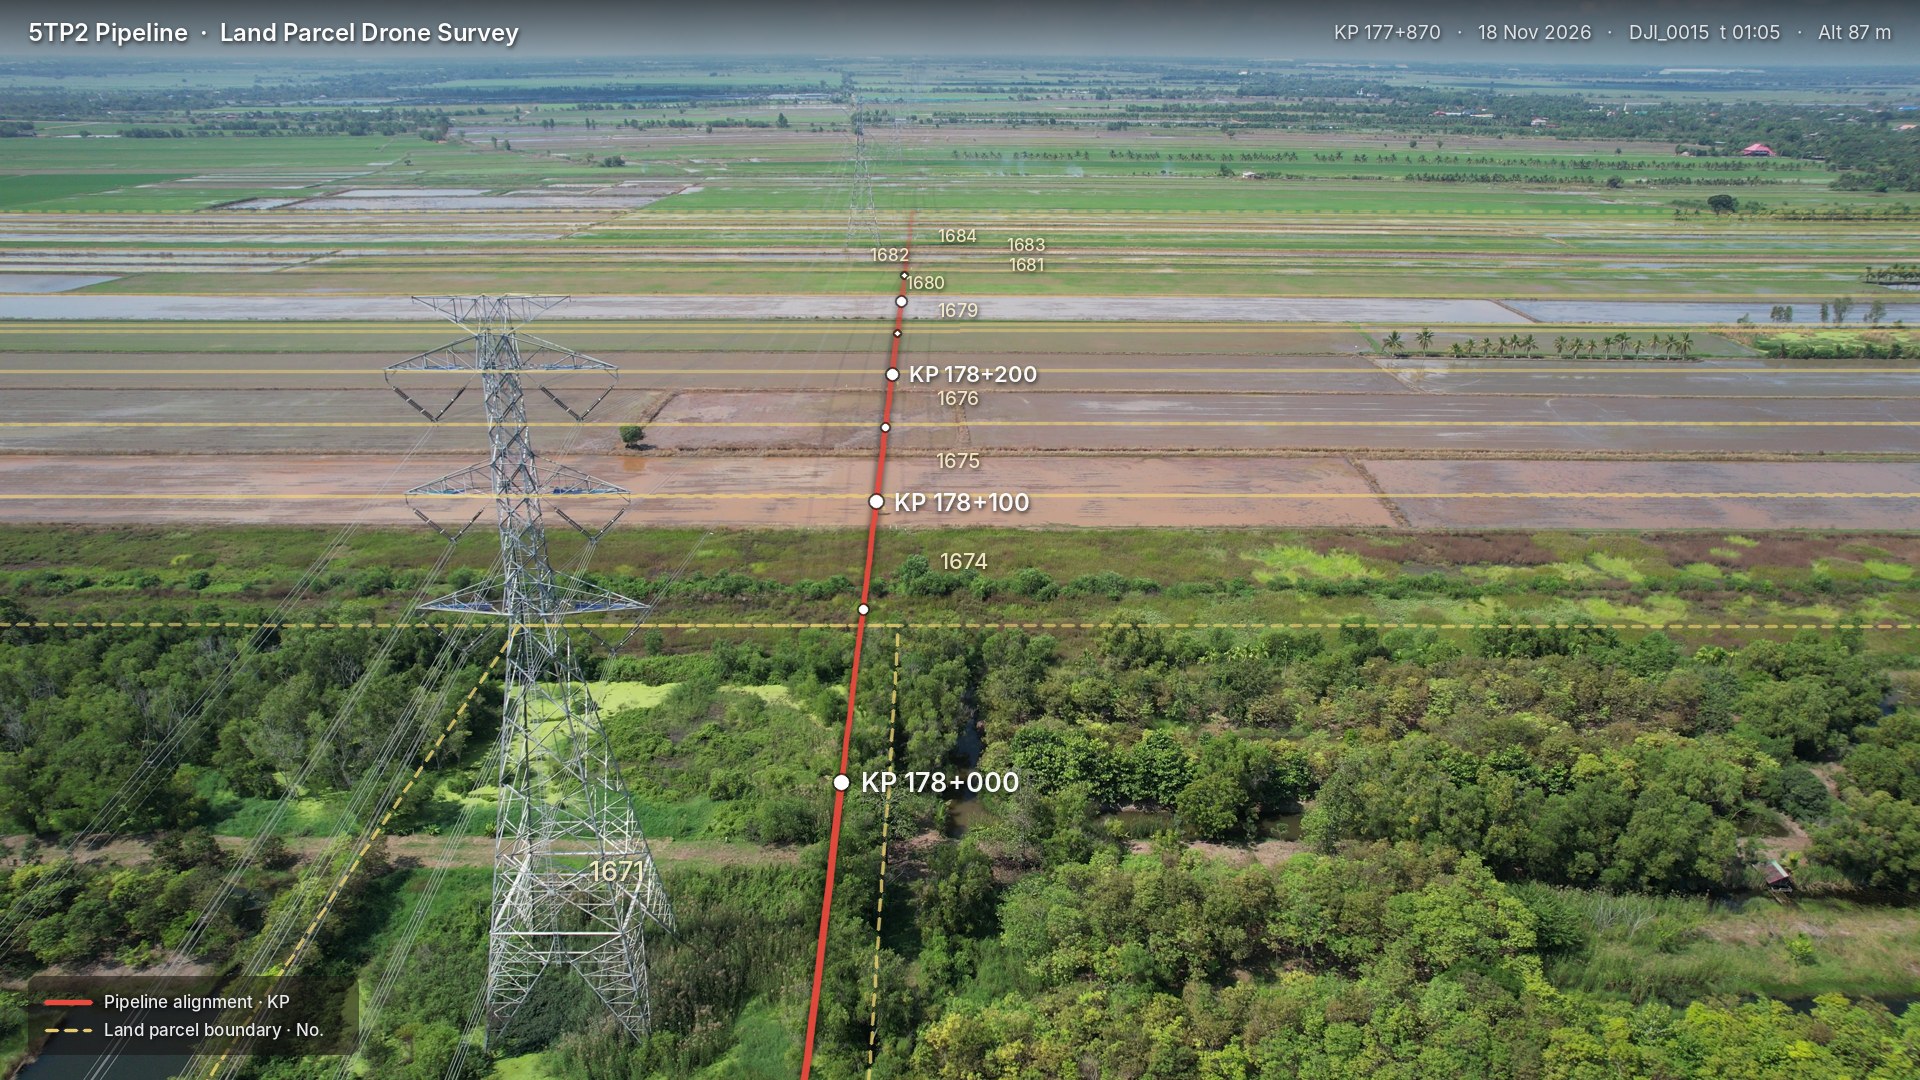 5TP2 Pipeline · Land Parcel Drone Survey
KP 177+870 · 18 Nov 2026 · DJI_0015 t 01:05 · Alt 87 m
1684
1683
1682
1681
1680
1679
KP 178+200
1676
1675
KP 178+100
1674
KP 178+000
1671
Pipeline alignment · KP
Land parcel boundary · No.